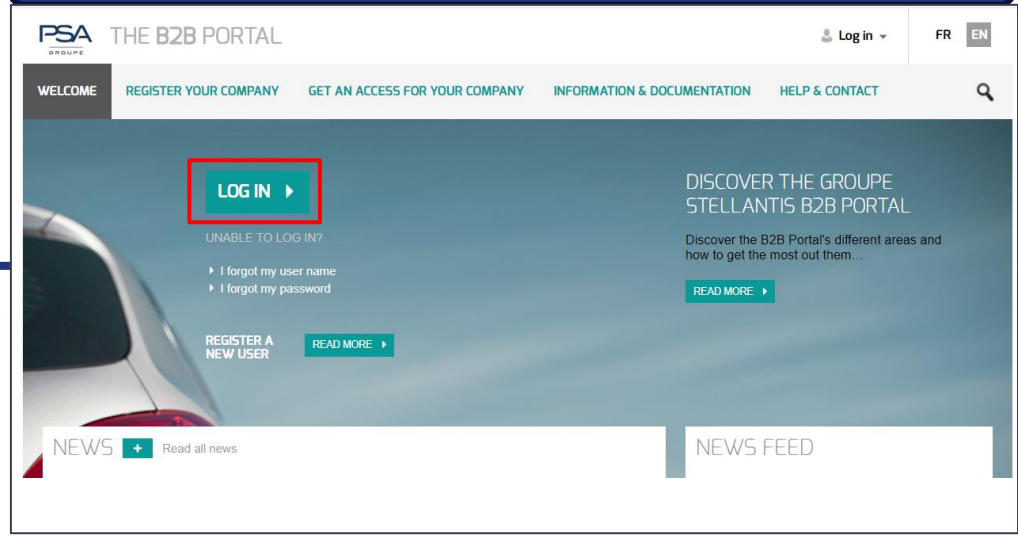 PSA
GROUPE
THE B2B PORTAL
Log in
FR EN
WELCOME REGISTER YOUR COMPANY GET AN ACCESS FOR YOUR COMPANY INFORMATION & DOCUMENTATION HELP & CONTACT
LOG IN
UNABLE TO LOG IN?
I forgot my user name
I forgot my password
REGISTER A
NEW USER
READ MORE
DISCOVER THE GROUPE
STELLANTIS B2B PORTAL
Discover the B2B Portal's different areas and
how to get the most out them...
READ MORE
NEWS + Read all news
NEWS FEED